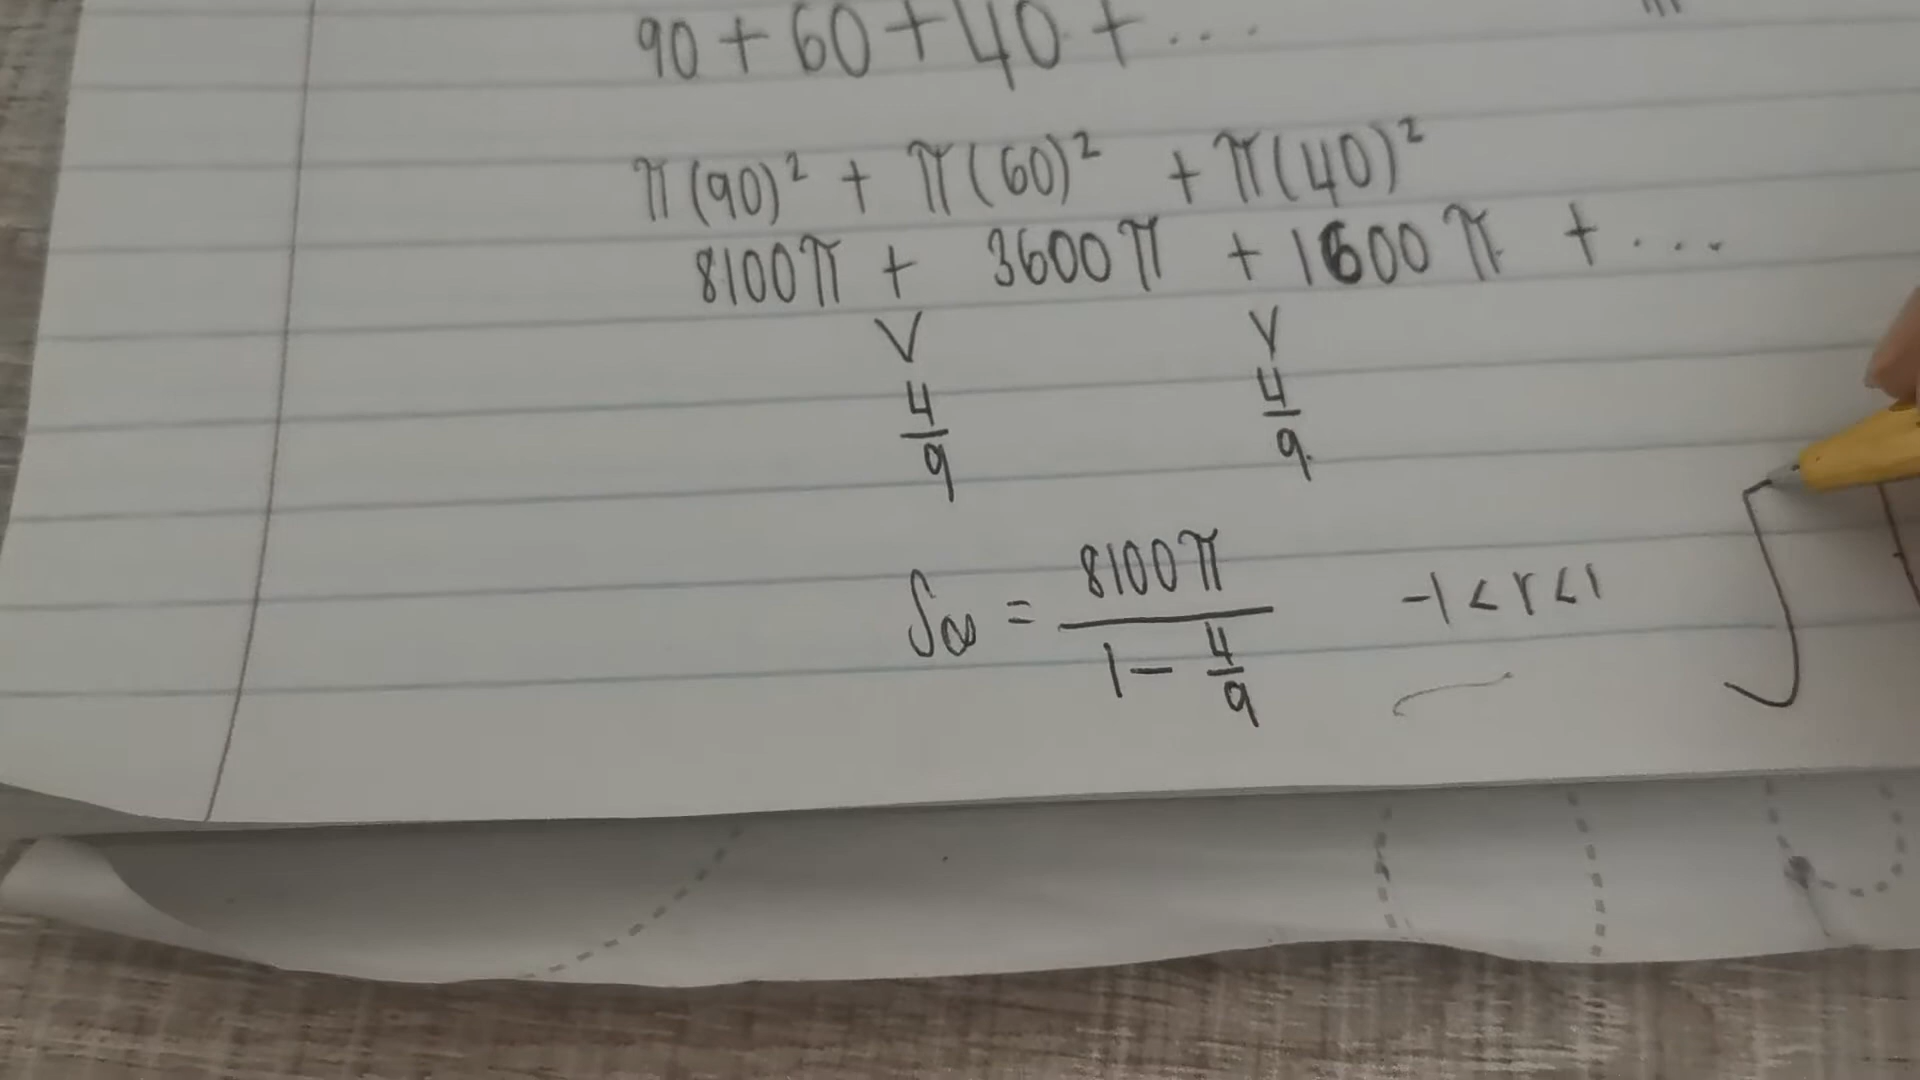 90 + 60 + 40 + ...
π(90)² + π(60)² + π(40)²
8100π + 3600π + 1600π + ...
4/9 4/9
S∞ = 8100π / (1 - 4/9) -1 < r < 1